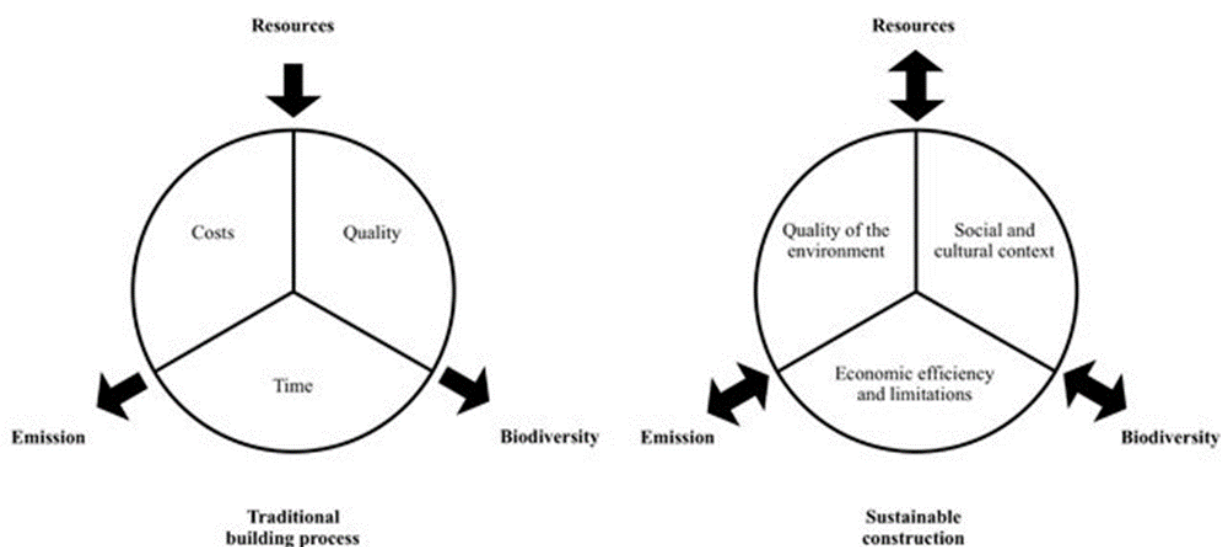 Resources
Costs
Quality
Time
Emission
Biodiversity
Traditional
building process
Resources
Quality of the
environment
Social and
cultural context
Economic efficiency
and limitations
Emission
Biodiversity
Sustainable
construction